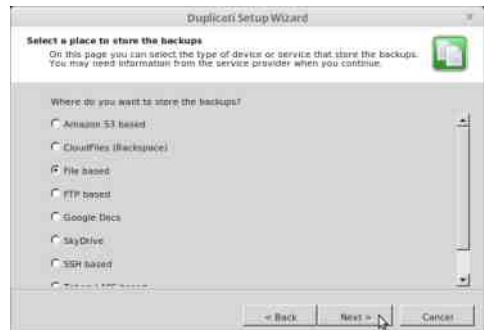 Duplicati Setup Wizard
Select a place to store the backups
On this page you can select the type of device or service that store the backups.
You may need information from the service provider when you continue.
Where do you want to store the backups?
Amazon S3 based
CloudFiles (Rackspace)
File based
FTP based
Google Docs
SkyDrive
SSH based
< Back
Next >
Cancel